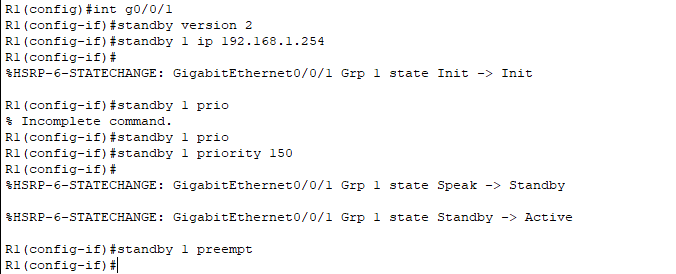 R1(config)#int g0/0/1
R1(config-if)#standby version 2
R1(config-if)#standby 1 ip 192.168.1.254
R1(config-if)#
%HSRP-6-STATECHANGE: GigabitEthernet0/0/1 Grp 1 state Init -> Init
R1(config-if)#standby 1 prio
% Incomplete command.
R1(config-if)#standby 1 prio
R1(config-if)#standby 1 priority 150
R1(config-if)#
%HSRP-6-STATECHANGE: GigabitEthernet0/0/1 Grp 1 state Speak -> Standby
%HSRP-6-STATECHANGE: GigabitEthernet0/0/1 Grp 1 state Standby -> Active
R1(config-if)#standby 1 preempt
R1(config-if)#